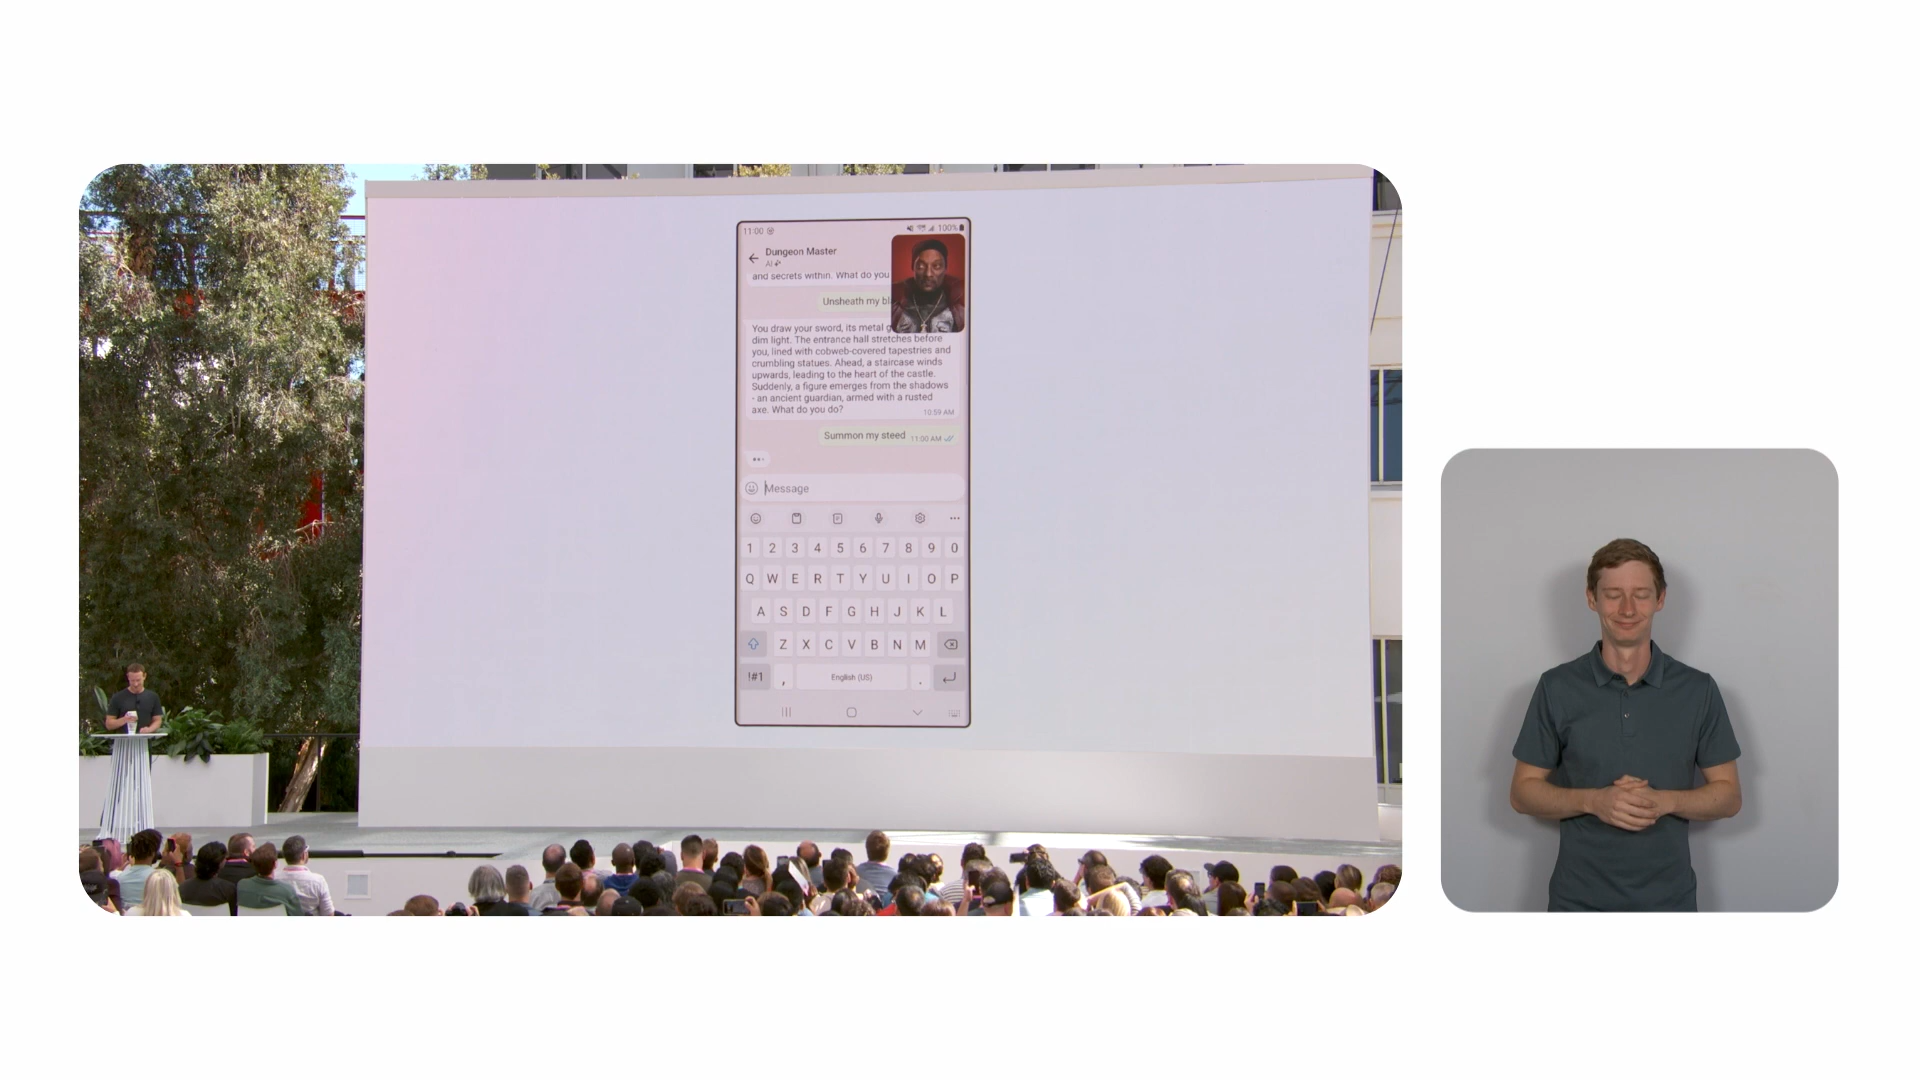 11:00
100%
Dungeon Master
AI
and secrets within. What do you
Unsheath my
You draw your sword, its metal
dim light. The entrance hall stretches before
you, lined with cobweb-covered tapestries and
crumbling statues. Ahead, a staircase winds
upwards, leading to the heart of the castle.
Suddenly, a figure emerges from the shadows
- an ancient guardian, armed with a rusted
axe. What do you do?
10:59 AM
Summon my steed 11:00 AM
Message
1 2 3 4 5 6 7 8 9 0
Q W E R T Y U I O P
A S D F G H J K L
Z X C V B N M
!#1 , English (US) .